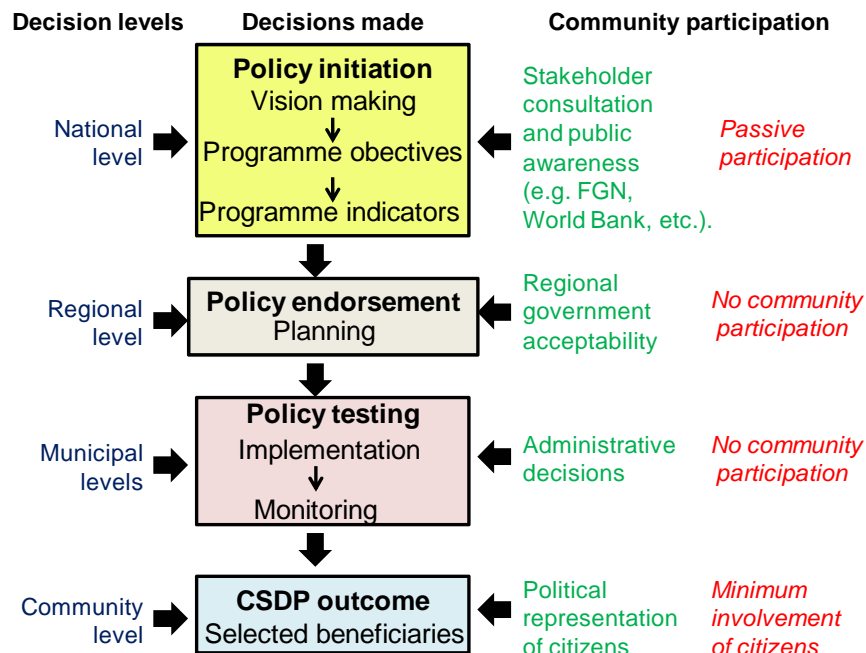 Decision levels
Decisions made
Community participation
National
level
Policy initiation
Vision making
Programme obectives
Programme indicators
Stakeholder
consultation
and public
awareness
(e.g. FGN,
World Bank, etc.).
Passive
participation
Regional
level
Policy endorsement
Planning
Regional
government
acceptability
No community
participation
Municipal
levels
Policy testing
Implementation
Monitoring
Administrative
decisions
No community
participation
Community
level
CSDP outcome
Selected beneficiaries
Political
representation
of citizens
Minimum
involvement
of citizens